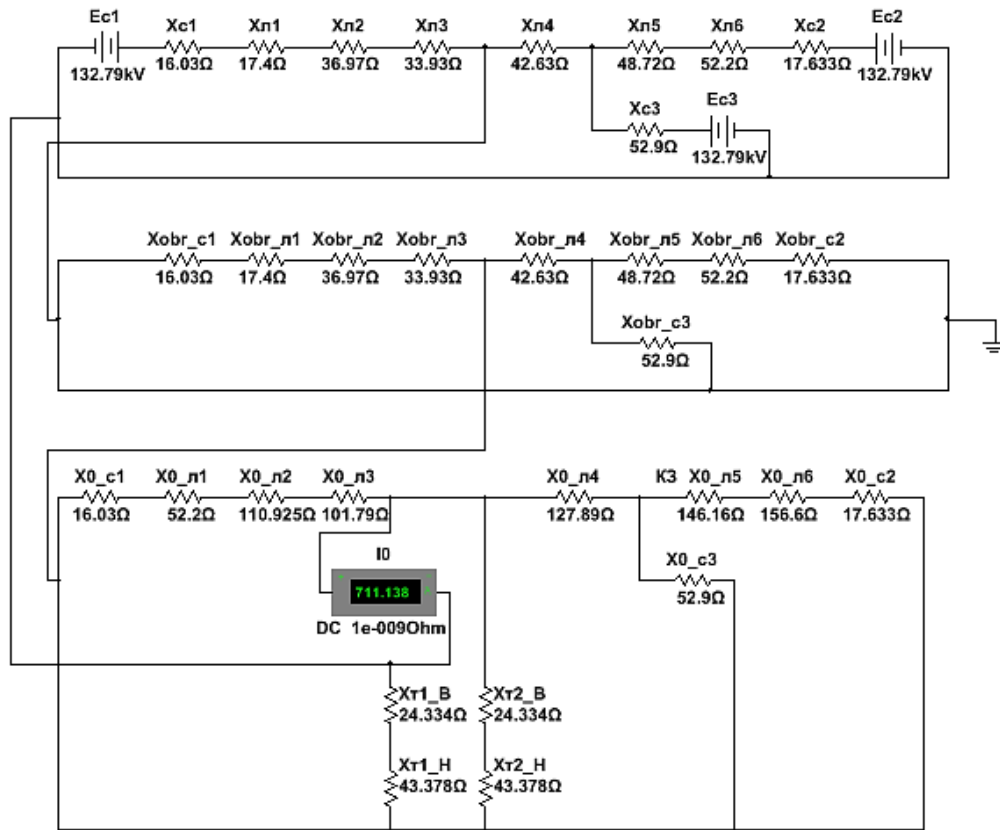 Ec1 Xc1 Xл1 Xл2 Xл3 Xл4 Xл5 Xл6 Xc2 Ec2
132.79kV 16.03Ω 17.4Ω 36.97Ω 33.93Ω 42.63Ω 48.72Ω 52.2Ω 17.633Ω 132.79kV
Xc3 Ec3
52.9Ω 132.79kV
Xobr_c1 Xobr_л1 Xobr_л2 Xobr_л3 Xobr_л4 Xobr_л5 Xobr_л6 Xobr_c2
16.03Ω 17.4Ω 36.97Ω 33.93Ω 42.63Ω 48.72Ω 52.2Ω 17.633Ω
Xobr_c3
52.9Ω
X0_c1 X0_л1 X0_л2 X0_л3 X0_л4 КЗ X0_л5 X0_л6 X0_c2
16.03Ω 52.2Ω 110.925Ω 101.79Ω 127.89Ω 146.16Ω 156.6Ω 17.633Ω
I0 X0_c3
711.138 52.9Ω
DC 1e-009Ohm
Xт1_В Xт2_В
24.334Ω 24.334Ω
Xт1_Н Xт2_Н
43.378Ω 43.378Ω